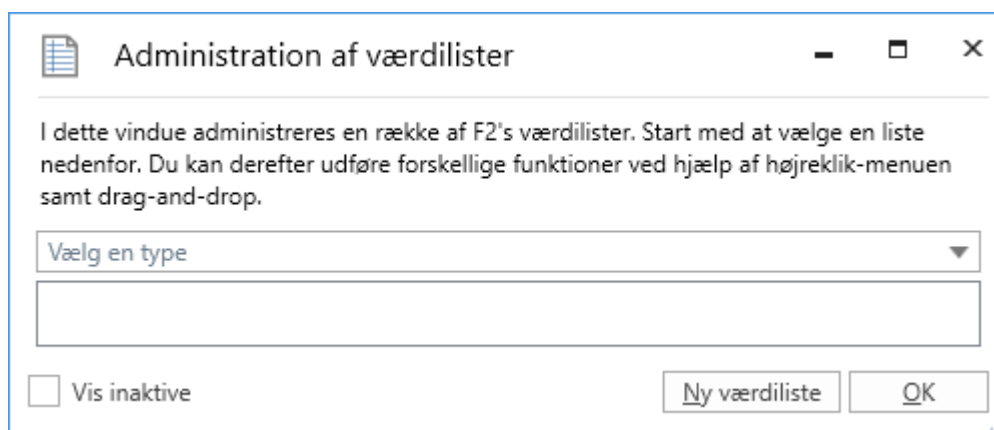 Administration af værdilister
I dette vindue administreres en række af F2's værdilister. Start med at vælge en liste
nedenfor. Du kan derefter udføre forskellige funktioner ved hjælp af højreklik-menuen
samt drag-and-drop.
Vælg en type
Vis inaktive
Ny værdiliste
OK